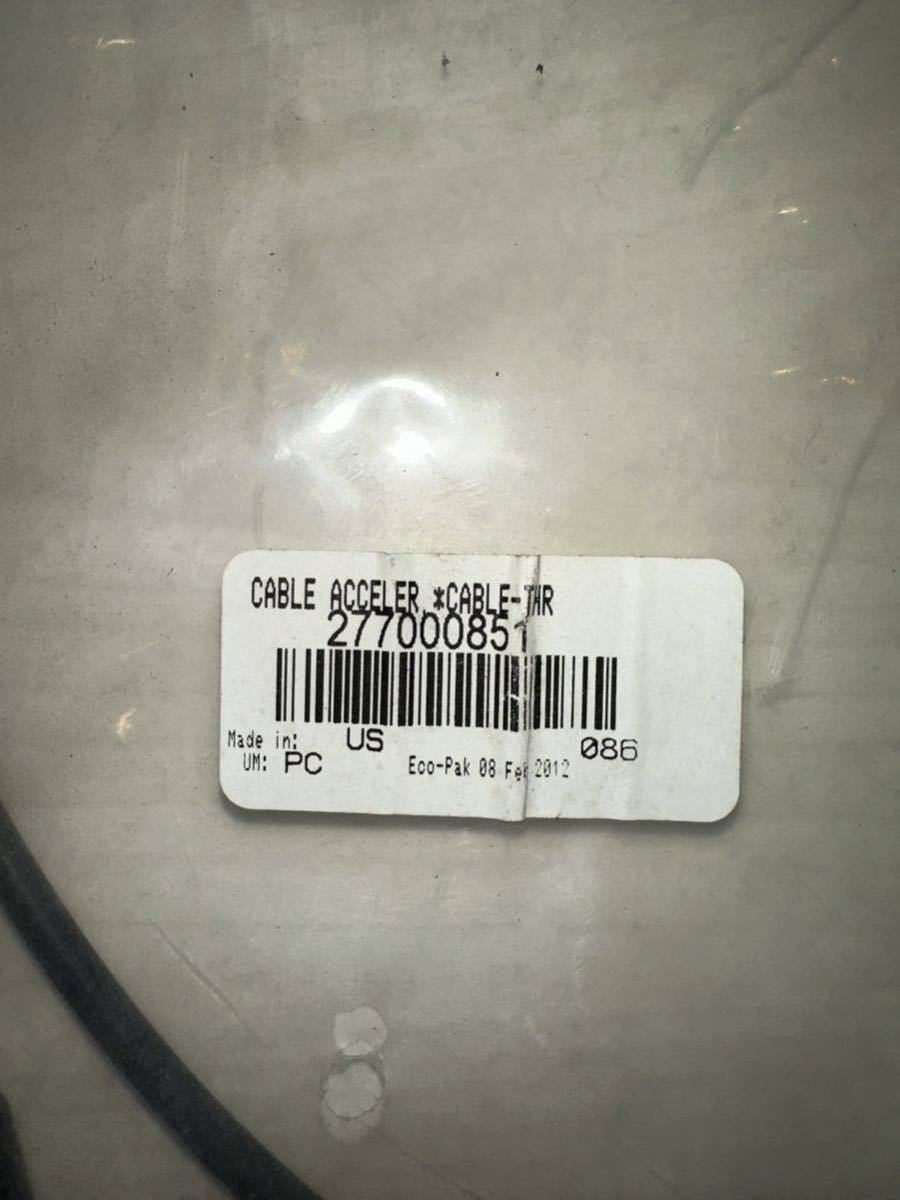 CABLE ACCELER,*CABLE-THR
277000851
Made in: US 086
UM: PC Eco-Pak 08 Feb 2012